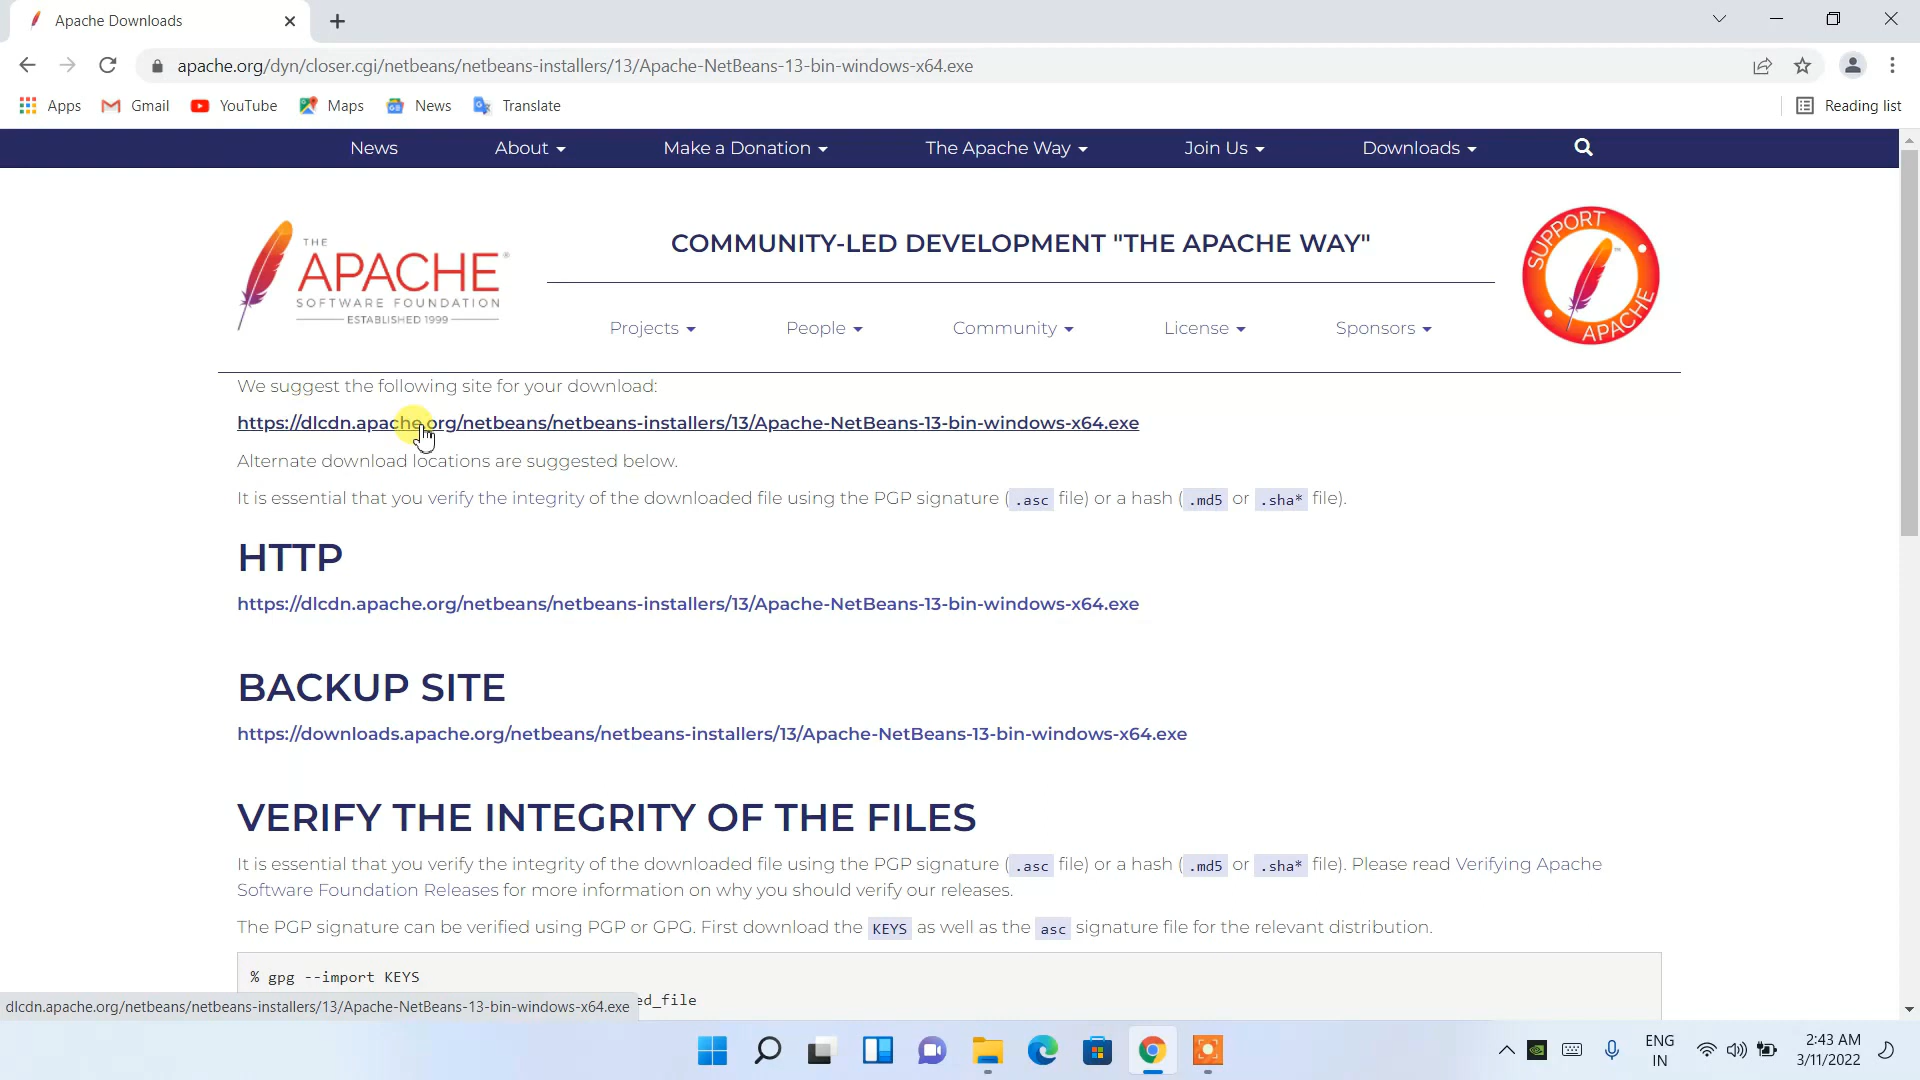 Apache Downloads
apache.org/dyn/closer.cgi/netbeans/netbeans-installers/13/Apache-NetBeans-13-bin-windows-x64.exe
Apps Gmail YouTube Maps News Translate Reading list
News About Make a Donation The Apache Way Join Us Downloads
THE
APACHE®
SOFTWARE FOUNDATION
ESTABLISHED 1999
COMMUNITY-LED DEVELOPMENT "THE APACHE WAY"
Projects People Community License Sponsors
SUPPORT
APACHE
We suggest the following site for your download:
https://dlcdn.apache.org/netbeans/netbeans-installers/13/Apache-NetBeans-13-bin-windows-x64.exe
Alternate download locations are suggested below.
It is essential that you verify the integrity of the downloaded file using the PGP signature ( .asc file) or a hash ( .md5 or .sha* file).
HTTP
https://dlcdn.apache.org/netbeans/netbeans-installers/13/Apache-NetBeans-13-bin-windows-x64.exe
BACKUP SITE
https://downloads.apache.org/netbeans/netbeans-installers/13/Apache-NetBeans-13-bin-windows-x64.exe
VERIFY THE INTEGRITY OF THE FILES
It is essential that you verify the integrity of the downloaded file using the PGP signature ( .asc file) or a hash ( .md5 or .sha* file). Please read Verifying Apache
Software Foundation Releases for more information on why you should verify our releases.
The PGP signature can be verified using PGP or GPG. First download the KEYS as well as the asc signature file for the relevant distribution.
% gpg --import KEYS
ed_file
dlcdn.apache.org/netbeans/netbeans-installers/13/Apache-NetBeans-13-bin-windows-x64.exe
ENG
IN
2:43 AM
3/11/2022